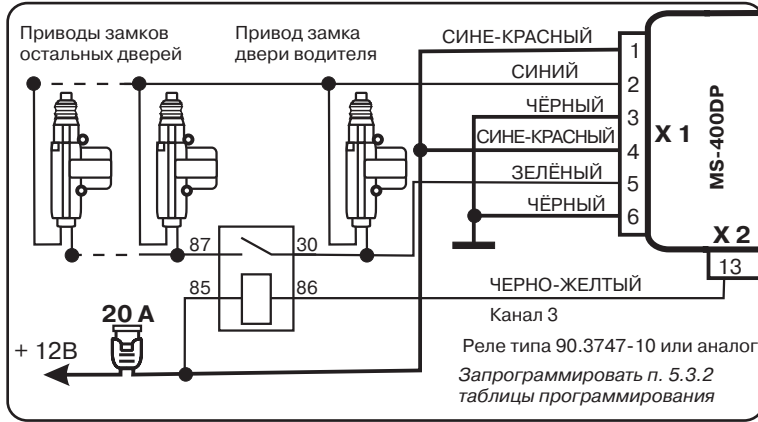 Приводы замков
остальных дверей
Привод замка
двери водителя
СИНЕ-КРАСНЫЙ
1
СИНИЙ
2
ЧЁРНЫЙ
3
СИНЕ-КРАСНЫЙ
4
ЗЕЛЁНЫЙ
5
ЧЁРНЫЙ
6
X 1
MS-400DP
X 2
13
87
30
85
86
ЧЕРНО-ЖЕЛТЫЙ
Канал 3
20 A
+ 12В
Реле типа 90.3747-10 или аналог
Запрограммировать п. 5.3.2
таблицы программирования